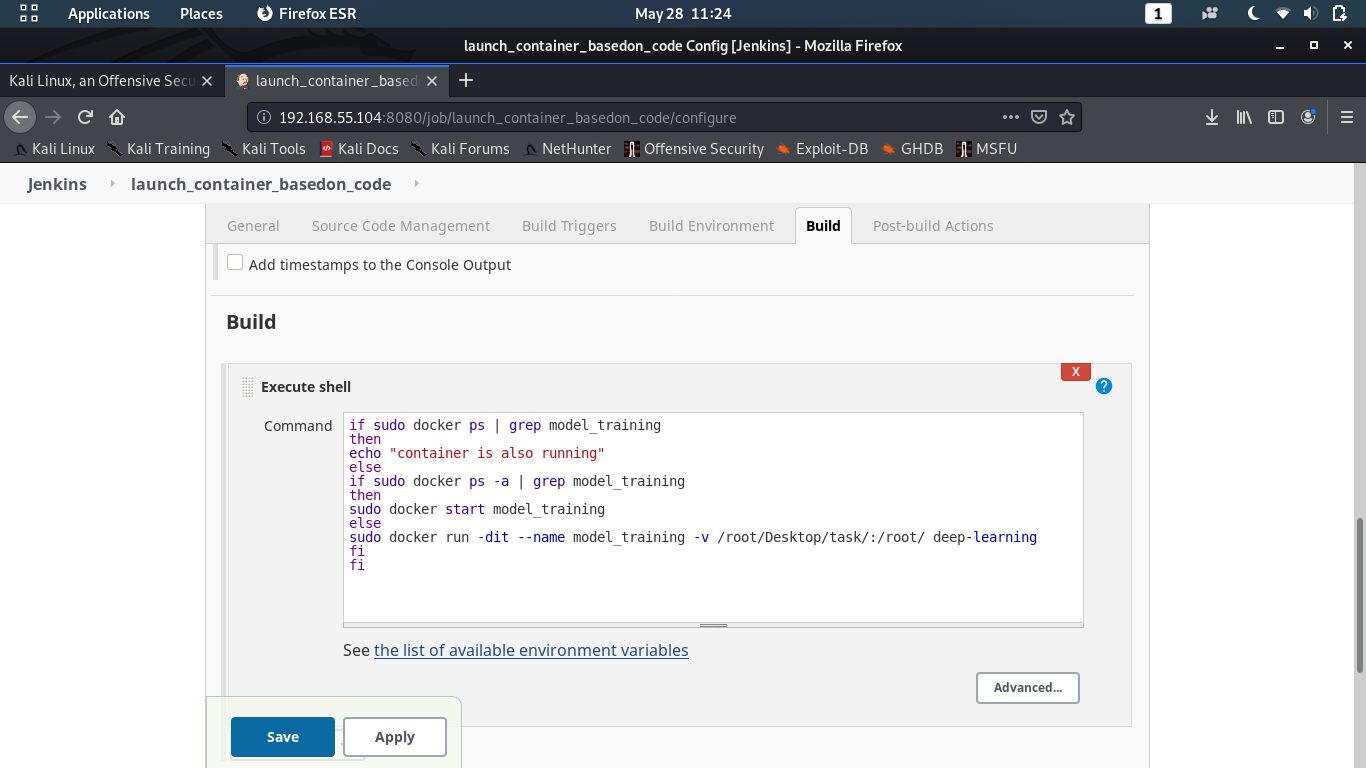 Applications Places Firefox ESR May 28 11:24 1
launch_container_basedon_code Config [Jenkins] - Mozilla Firefox
Kali Linux, an Offensive Secu launch_container_based
192.168.55.104:8080/job/launch_container_basedon_code/configure
Kali Linux Kali Training Kali Tools Kali Docs Kali Forums NetHunter Offensive Security Exploit-DB GHDB MSFU
Jenkins launch_container_basedon_code
General Source Code Management Build Triggers Build Environment Build Post-build Actions
Add timestamps to the Console Output
Build
X
Execute shell ?
Command
if sudo docker ps | grep model_training
then
echo "container is also running"
else
if sudo docker ps -a | grep model_training
then
sudo docker start model_training
else
sudo docker run -dit --name model_training -v /root/Desktop/task/:/root/ deep-learning
fi
fi
See the list of available environment variables
Advanced...
Save Apply